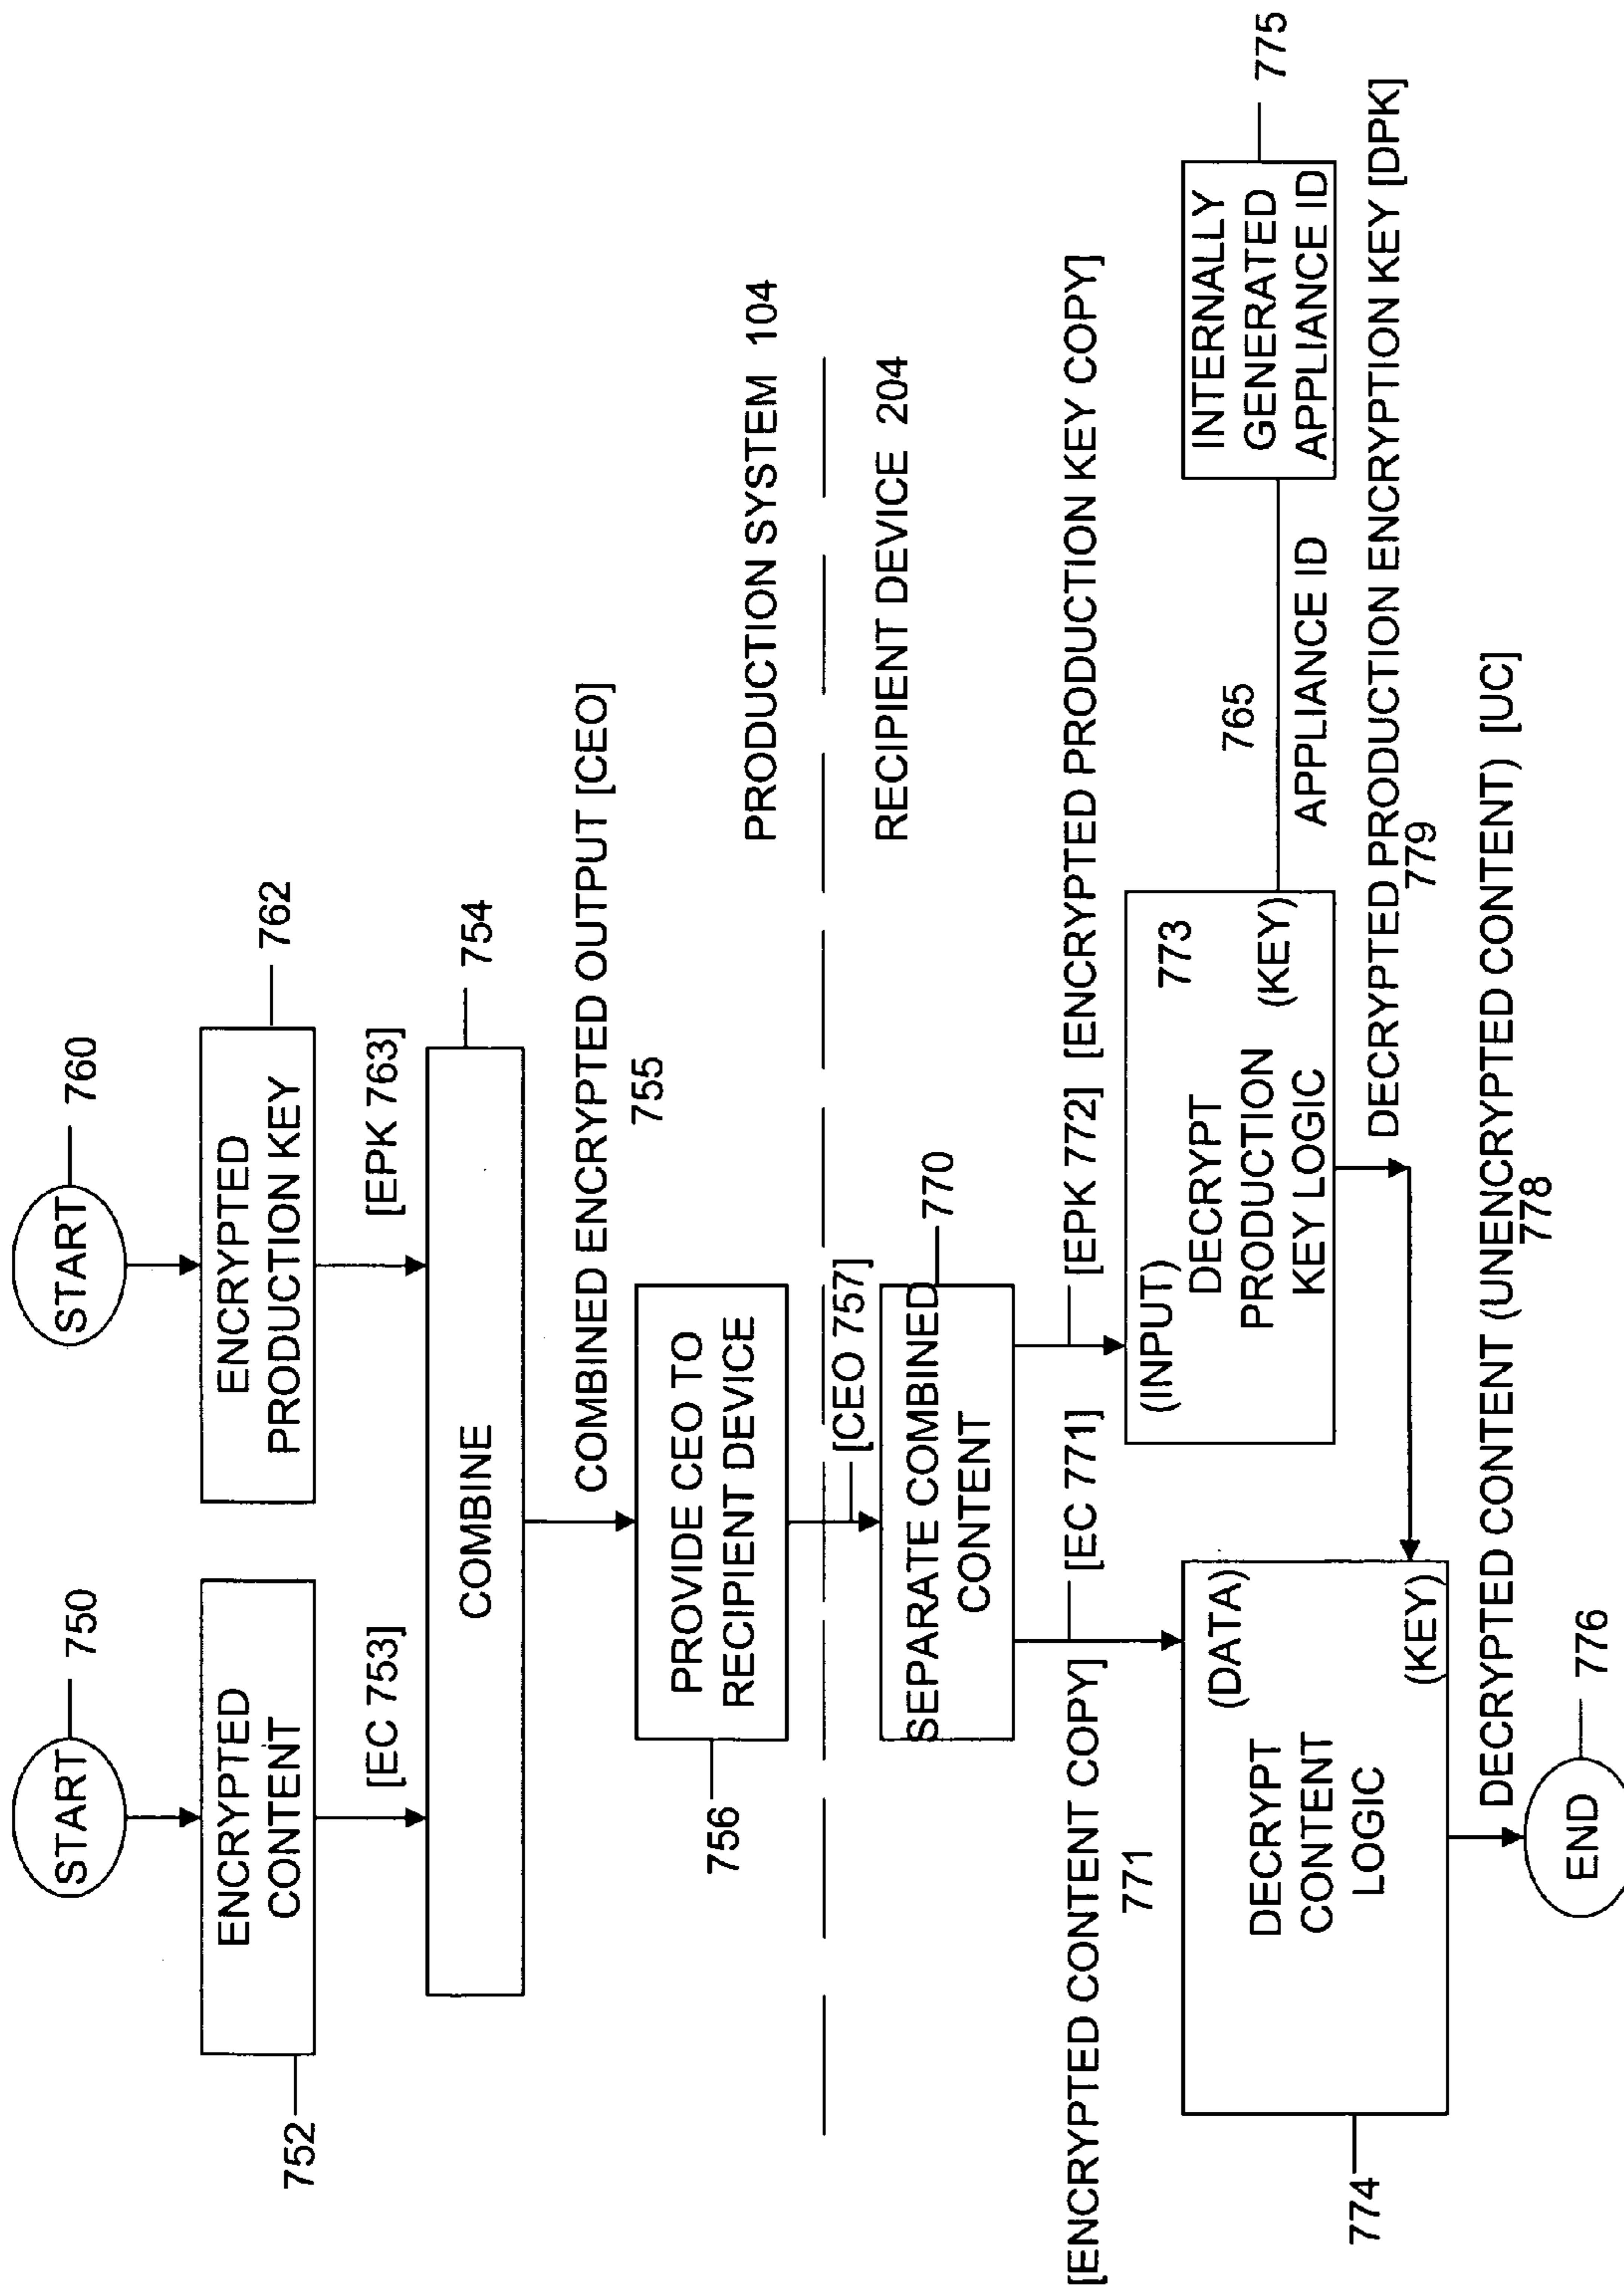 START
750
START
760
752
ENCRYPTED
CONTENT
ENCRYPTED
PRODUCTION KEY
762
[EC 753]
[EPK 763]
COMBINE
754
COMBINED ENCRYPTED OUTPUT [CEO]
755
756
PROVIDE CEO TO
RECIPIENT DEVICE
PRODUCTION SYSTEM 104
RECIPIENT DEVICE 204
[CEO 757]
SEPARATE COMBINED
CONTENT
770
[ENCRYPTED CONTENT COPY]
771
[EC 771]
[EPK 772] [ENCRYPTED PRODUCTION KEY COPY]
(INPUT)
773
DECRYPT
PRODUCTION
KEY LOGIC
(KEY)
765
APPLIANCE ID
INTERNALLY
GENERATED
APPLIANCE ID
775
774
(DATA)
DECRYPT
CONTENT
LOGIC
(KEY)
DECRYPTED PRODUCTION ENCRYPTION KEY [DPK]
779
DECRYPTED CONTENT (UNENCRYPTED CONTENT) [UC]
778
END
776